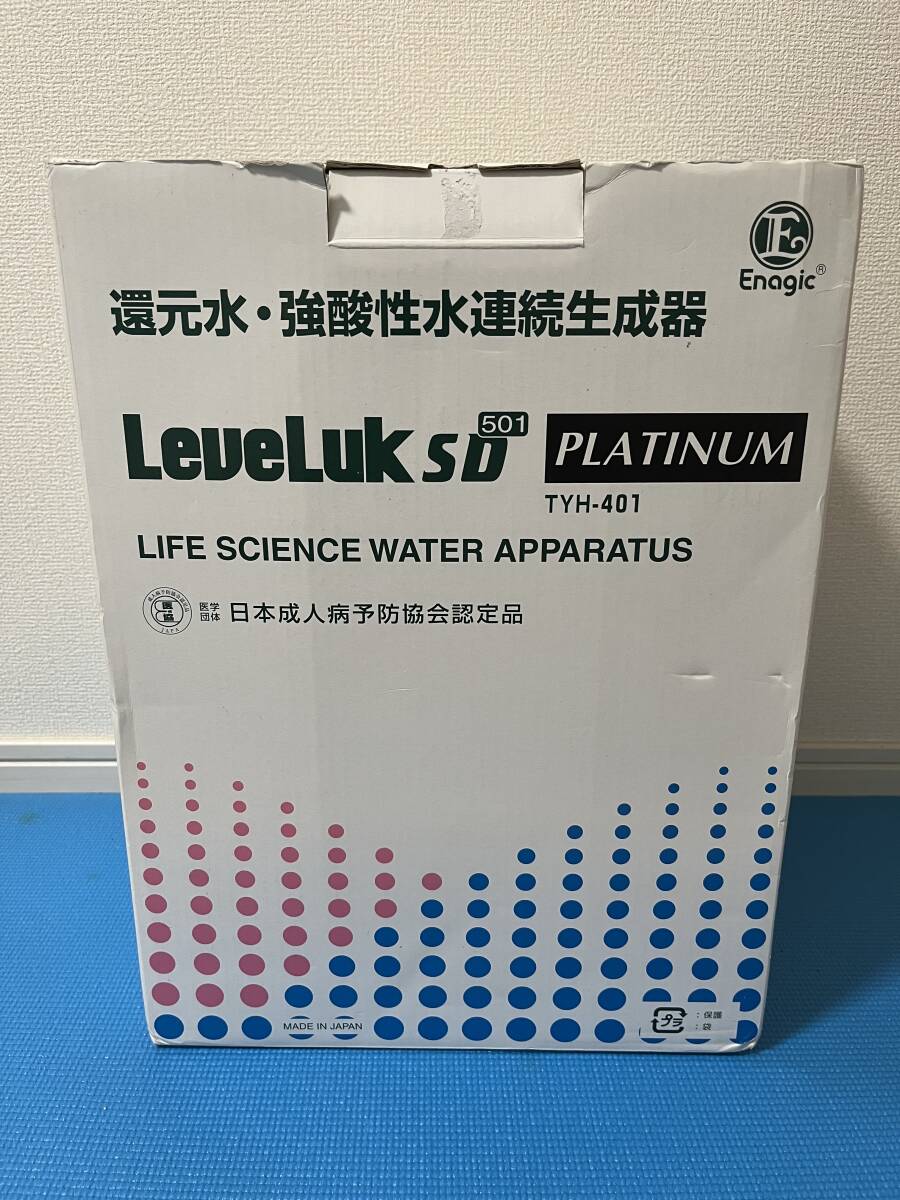 E
Enagic®
還元水・強酸性水連続生成器
LeveLuk SD 501 PLATINUM
TYH-401
LIFE SCIENCE WATER APPARATUS
医学団体 日本成人病予防協会認定品
MADE IN JAPAN
プラ
:保護
:袋